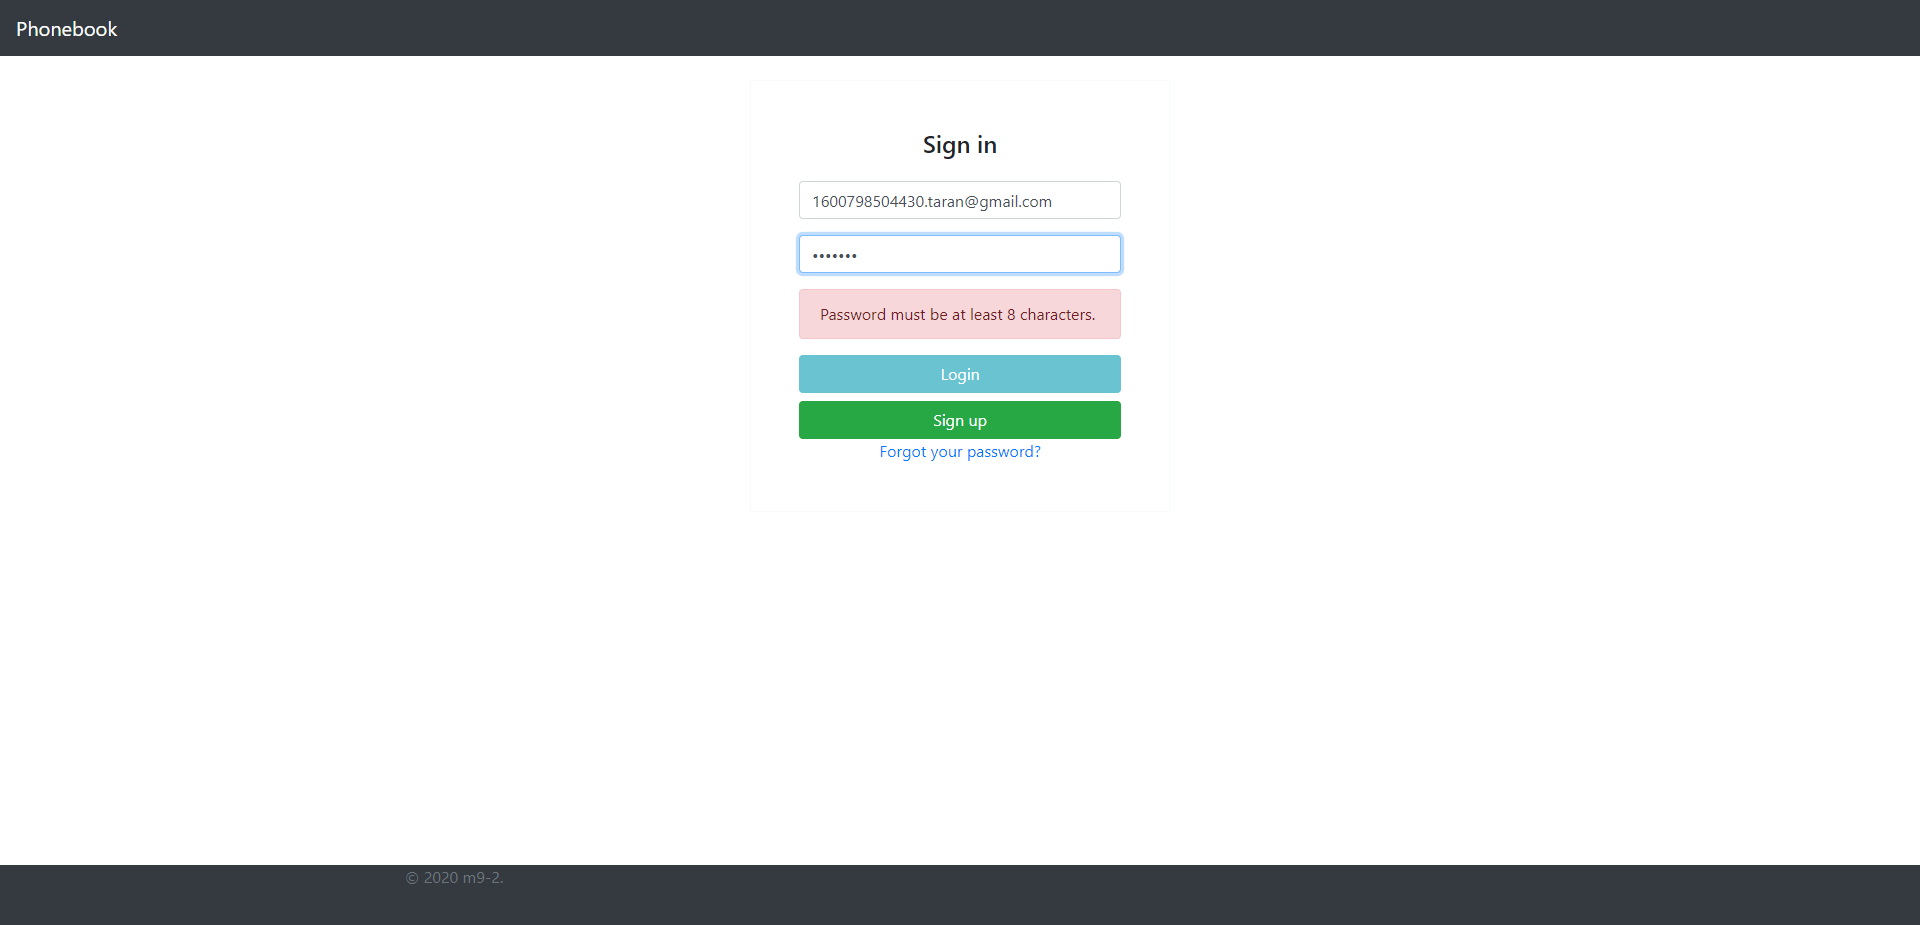 Phonebook
Sign in
1600798504430.taran@gmail.com
•••••••
Password must be at least 8 characters.
Login
Sign up
Forgot your password?
© 2020 m9-2.